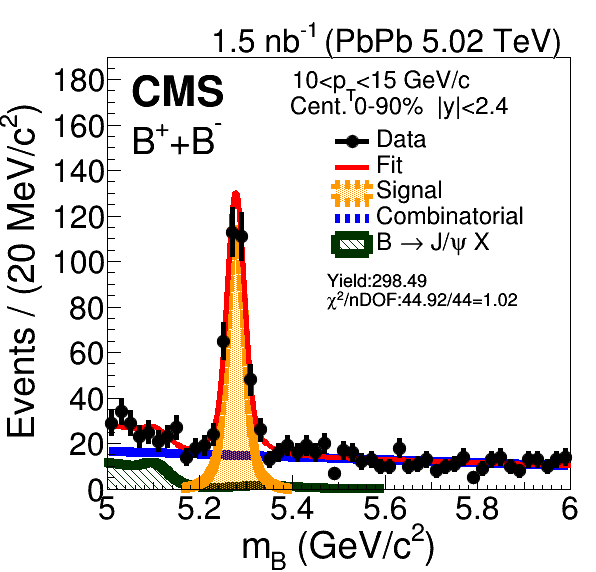 1.5 nb⁻¹ (PbPb 5.02 TeV)
CMS
B⁺+B⁻
10<p_T<15 GeV/c
Cent. 0-90% |y|<2.4
Data
Fit
Signal
Combinatorial
B → J/ψ X
Yield:298.49
χ²/nDOF:44.92/44=1.02
Events / (20 MeV/c²)
180
160
140
120
100
80
60
40
20
0
5 5.2 5.4 5.6 5.8 6
m_B (GeV/c²)